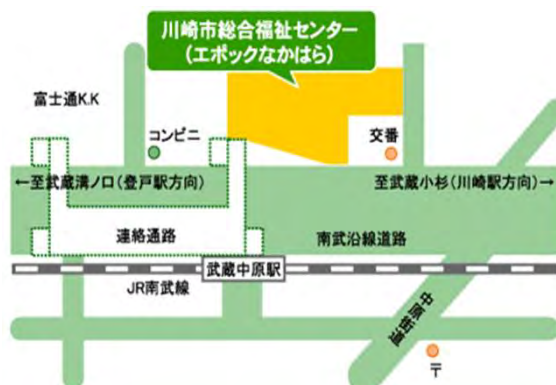 川崎市総合福祉センター
(エポックなかはら)
富士通K.K
コンビニ
交番
←至武蔵溝ノ口(登戸駅方向)
至武蔵小杉(川崎駅方向)→
連絡通路
南武沿線道路
武蔵中原駅
JR南武線
中原街道
〒